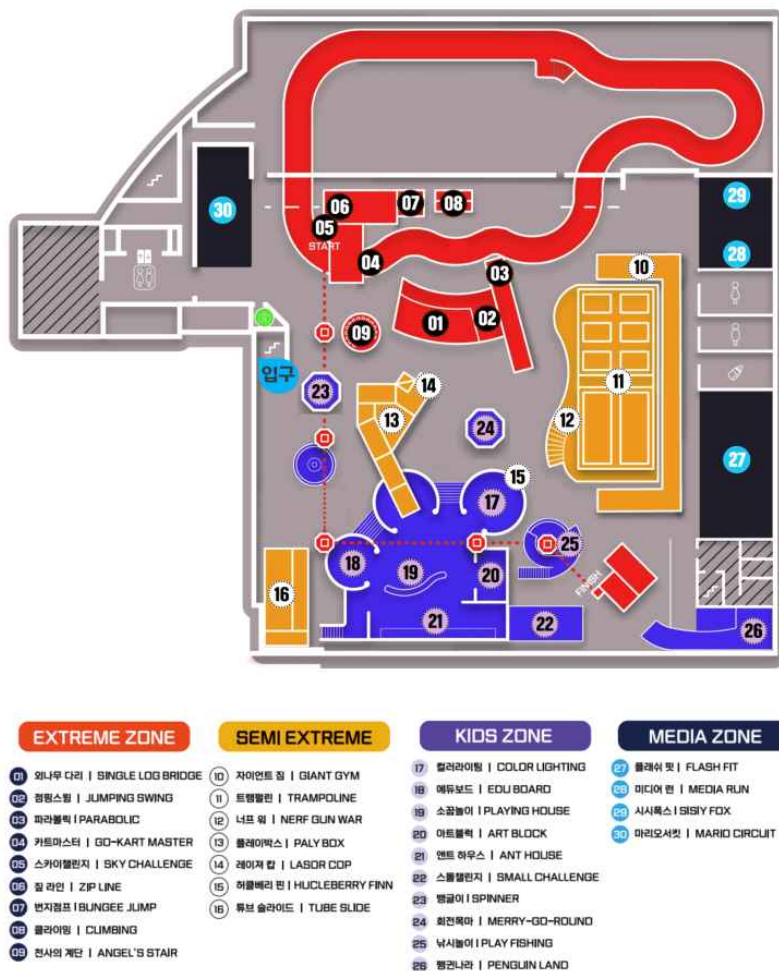 30
06
07
08
29
05
START
04
28
03
10
01
02
09
입구
11
23
14
13
12
24
15
27
17
18
19
20
25
16
FINISH
21
22
26
EXTREME ZONE
01 외나무 다리 | SINGLE LOG BRIDGE
02 점핑스윙 | JUMPING SWING
03 파라볼릭 | PARABOLIC
04 카트마스터 | GO-KART MASTER
05 스카이챌린지 | SKY CHALLENGE
06 짚 라인 | ZIP LINE
07 번지점프 | BUNGEE JUMP
08 클라이밍 | CLIMBING
09 천사의 계단 | ANGEL'S STAIR
SEMI EXTREME
10 자이언트 짐 | GIANT GYM
11 트램펄린 | TRAMPOLINE
12 너프 워 | NERF GUN WAR
13 플레이박스 | PALY BOX
14 레이져 캅 | LASOR COP
15 허클베리 핀 | HUCLEBERRY FINN
16 튜브 슬라이드 | TUBE SLIDE
KIDS ZONE
17 컬러라이팅 | COLOR LIGHTING
18 에듀보드 | EDU BOARD
19 소꿉놀이 | PLAYING HOUSE
20 아트블럭 | ART BLOCK
21 앤트 하우스 | ANT HOUSE
22 스몰챌린지 | SMALL CHALLENGE
23 뱅글이 | SPINNER
24 회전목마 | MERRY-GO-ROUND
25 낚시놀이 | PLAY FISHING
26 펭귄나라 | PENGUIN LAND
MEDIA ZONE
27 플래쉬 핏 | FLASH FIT
28 미디어 런 | MEDIA RUN
29 시시폭스 | SISIY FOX
30 마리오서킷 | MARIO CIRCUIT